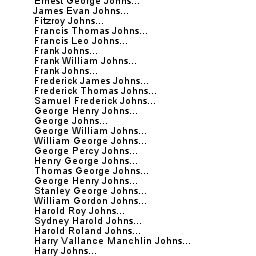 Ernest George Johns...
James Evan Johns...
Fitzroy Johns...
Francis Thomas Johns...
Francis Leo Johns...
Frank Johns...
Frank William Johns...
Frank Johns...
Frederick James Johns...
Frederick Thomas Johns...
Samuel Frederick Johns...
George Henry Johns...
George Johns...
George William Johns...
William George Johns...
George Percy Johns...
Henry George Johns...
Thomas George Johns...
George Henry Johns...
Stanley George Johns...
William Gordon Johns...
Harold Roy Johns...
Sydney Harold Johns...
Harold Roland Johns...
Harry Vallance Manchlin Johns...
Harry Johns...